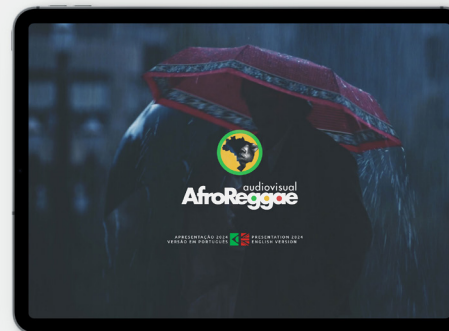 audiovisual
AfroReggae
APRESENTAÇÃO 2024
VERSÃO EM PORTUGUÊS
PRESENTATION 2024
ENGLISH VERSION